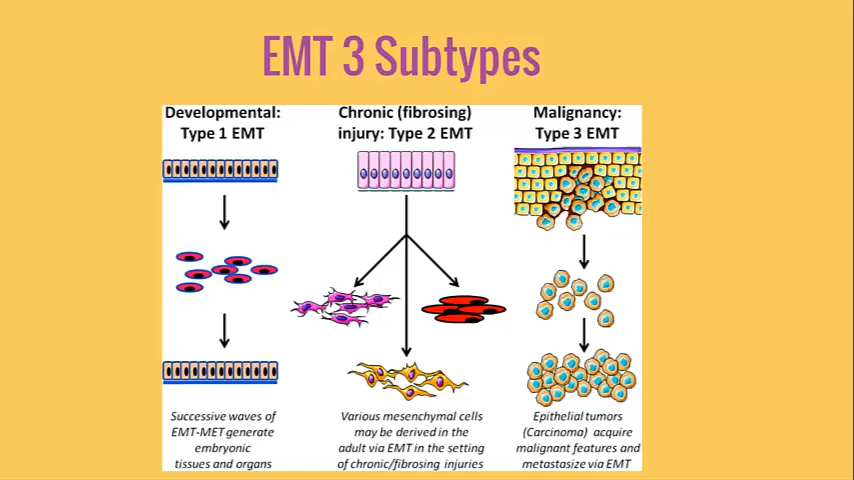 EMT 3 Subtypes
Developmental:
Type 1 EMT
Chronic (fibrosing)
injury: Type 2 EMT
Malignancy:
Type 3 EMT
Successive waves of
EMT-MET generate
embryonic
tissues and organs
Various mesenchymal cells
may be derived in the
adult via EMT in the setting
of chronic/fibrosing injuries
Epithelial tumors
(Carcinoma) acquire
malignant features and
metastasize via EMT